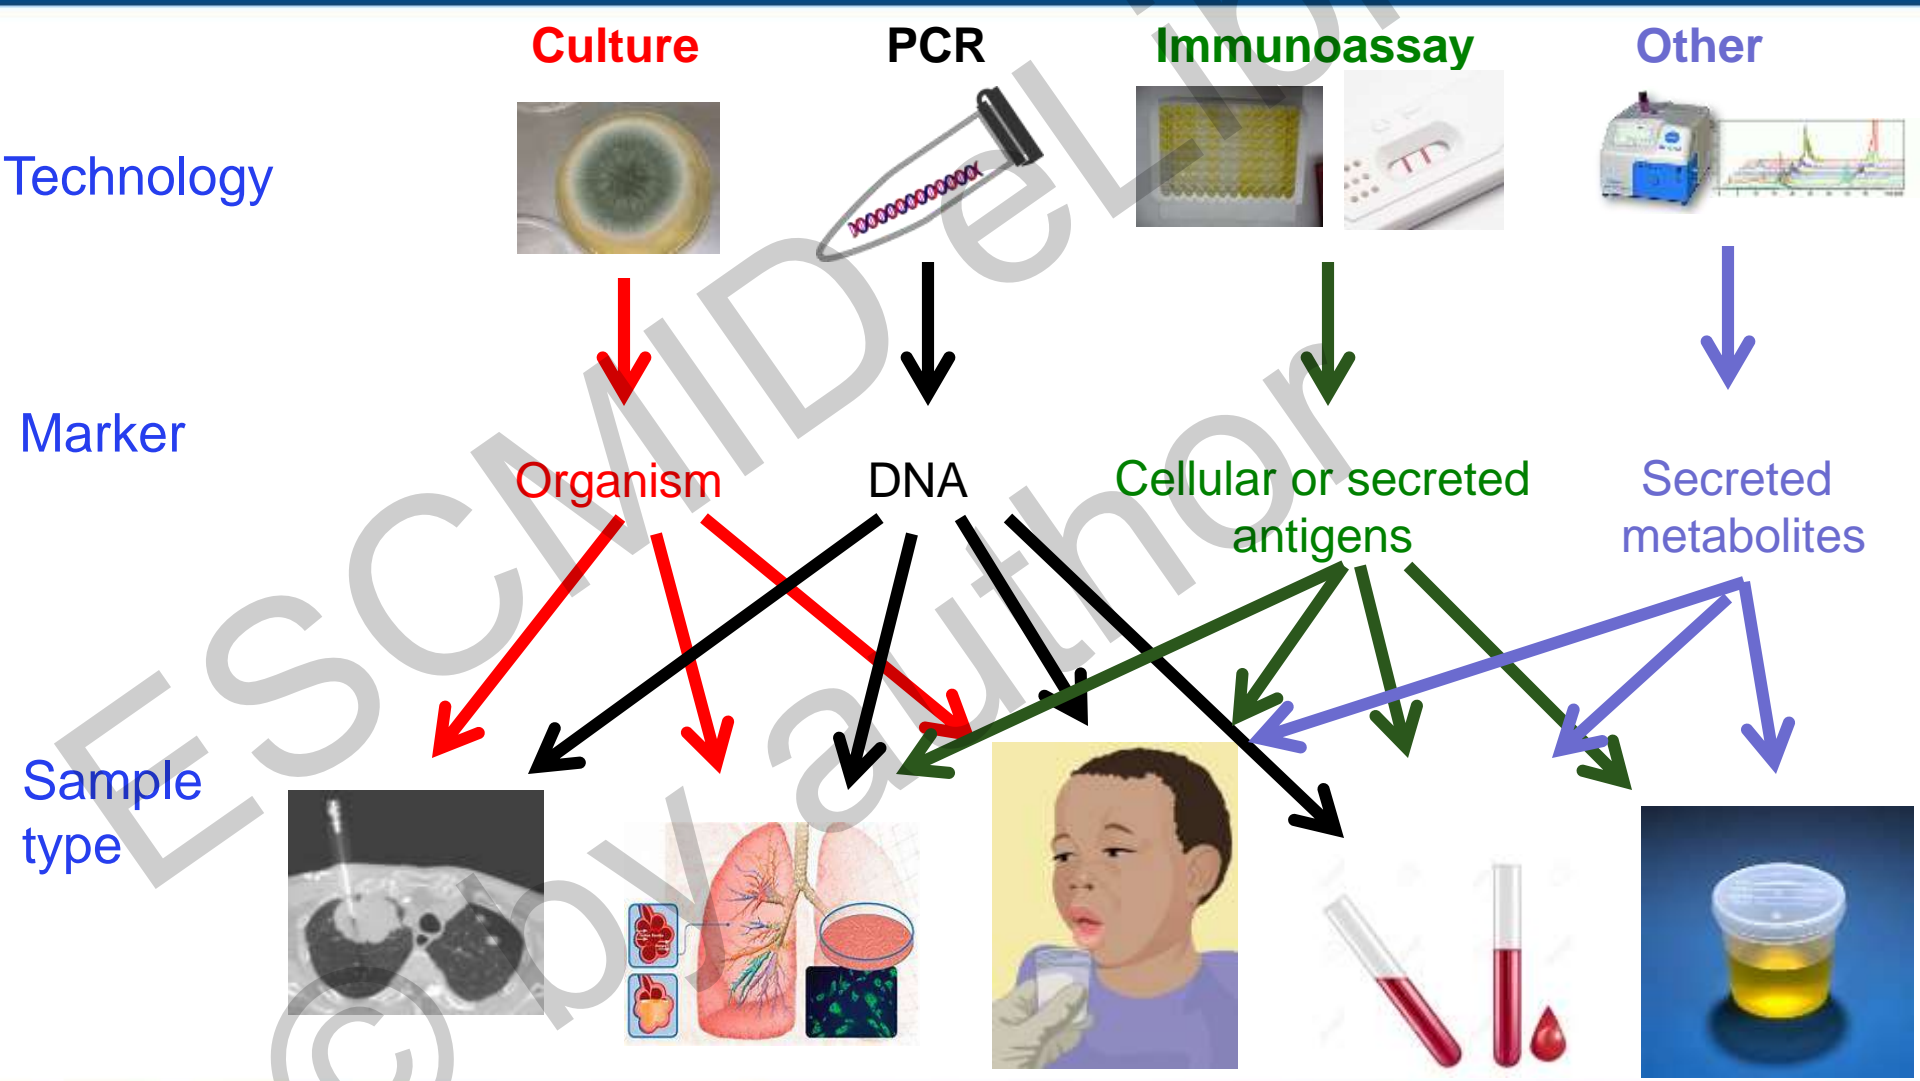 Culture
PCR
Immunoassay
Other
Technology
Marker
Organism
DNA
Cellular or secreted
antigens
Secreted
metabolites
Sample
type
ESCMID eLibr
© by author